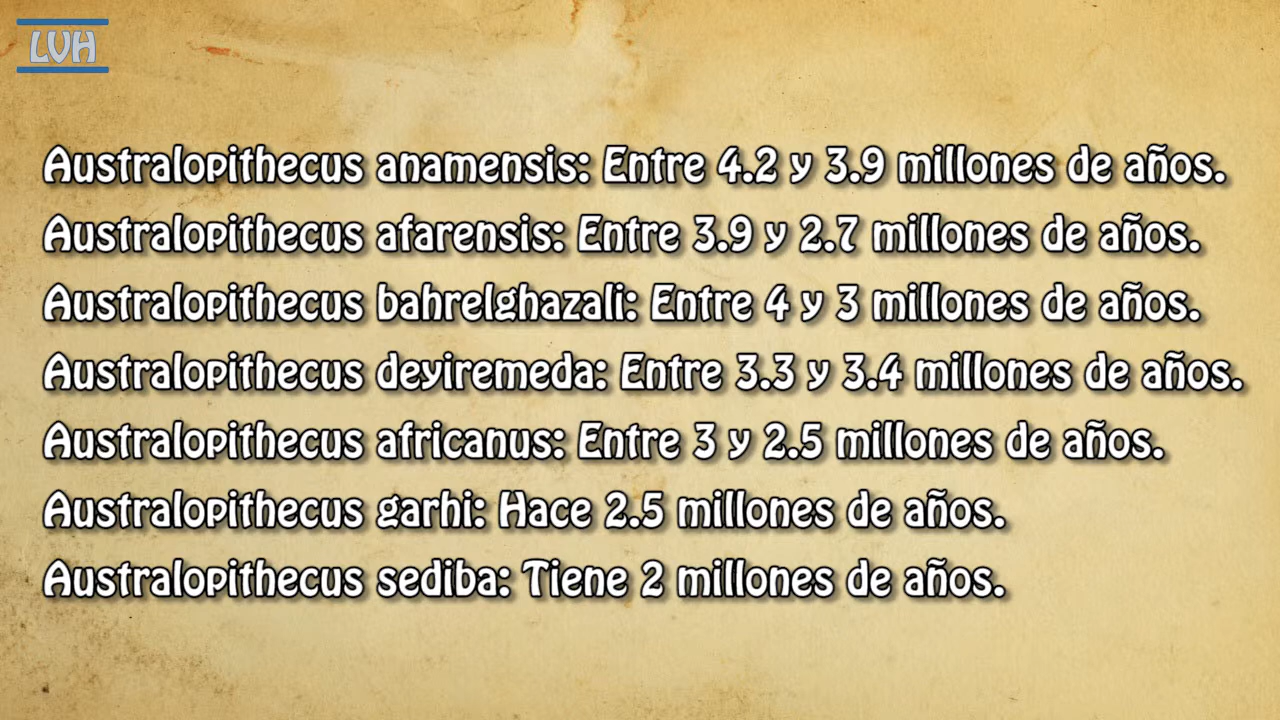 LVH
Australopithecus anamensis: Entre 4.2 y 3.9 millones de años.
Australopithecus afarensis: Entre 3.9 y 2.7 millones de años.
Australopithecus bahrelghazali: Entre 4 y 3 millones de años.
Australopithecus deyiremeda: Entre 3.3 y 3.4 millones de años.
Australopithecus africanus: Entre 3 y 2.5 millones de años.
Australopithecus garhi: Hace 2.5 millones de años.
Australopithecus sediba: Tiene 2 millones de años.